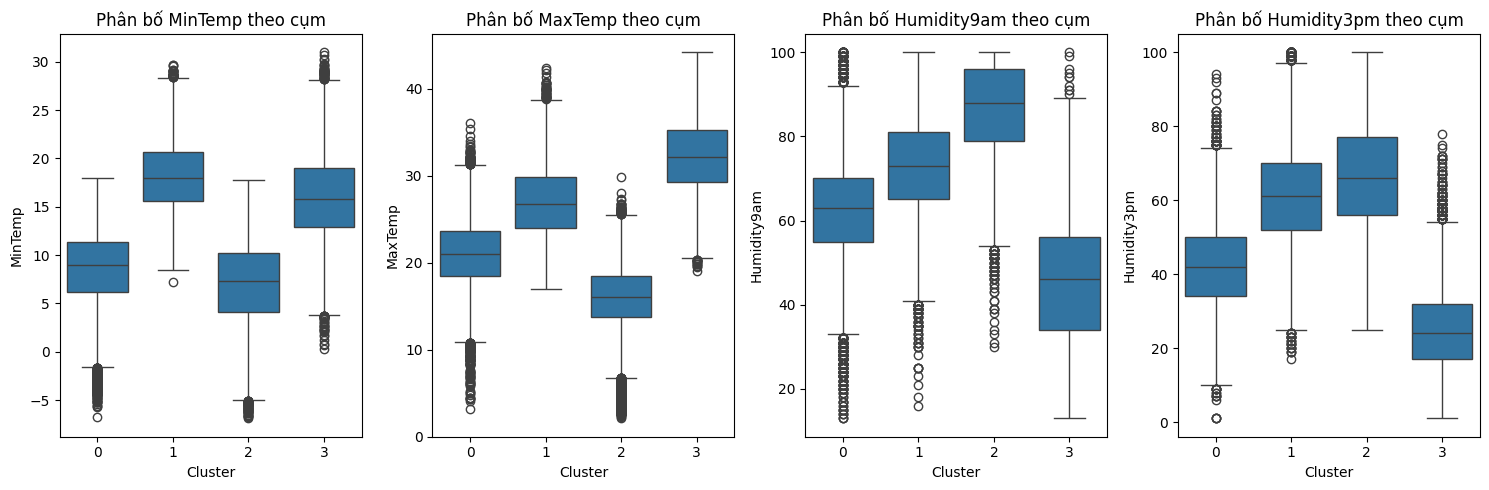 Phân bố MinTemp theo cụm
MinTemp
30
25
20
15
10
5
0
−5
0 1 2 3
Cluster
Phân bố MaxTemp theo cụm
MaxTemp
40
30
20
10
0
0 1 2 3
Cluster
Phân bố Humidity9am theo cụm
Humidity9am
100
80
60
40
20
0 1 2 3
Cluster
Phân bố Humidity3pm theo cụm
Humidity3pm
100
80
60
40
20
0
0 1 2 3
Cluster